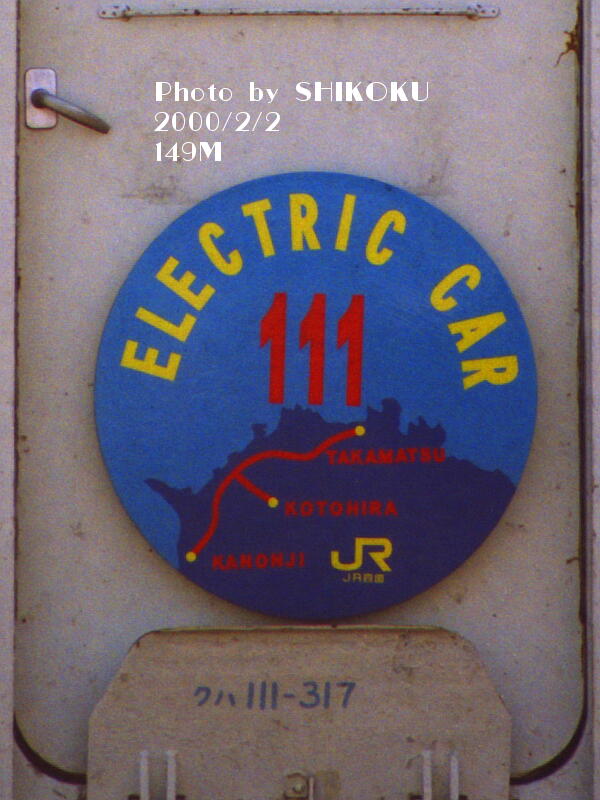 Photo by SHIKOKU
2000/2/2
149M
ELECTRIC CAR
111
TAKAMATSU
KOTOHIRA
KANONJI
JR
JR四国
クハ111-317